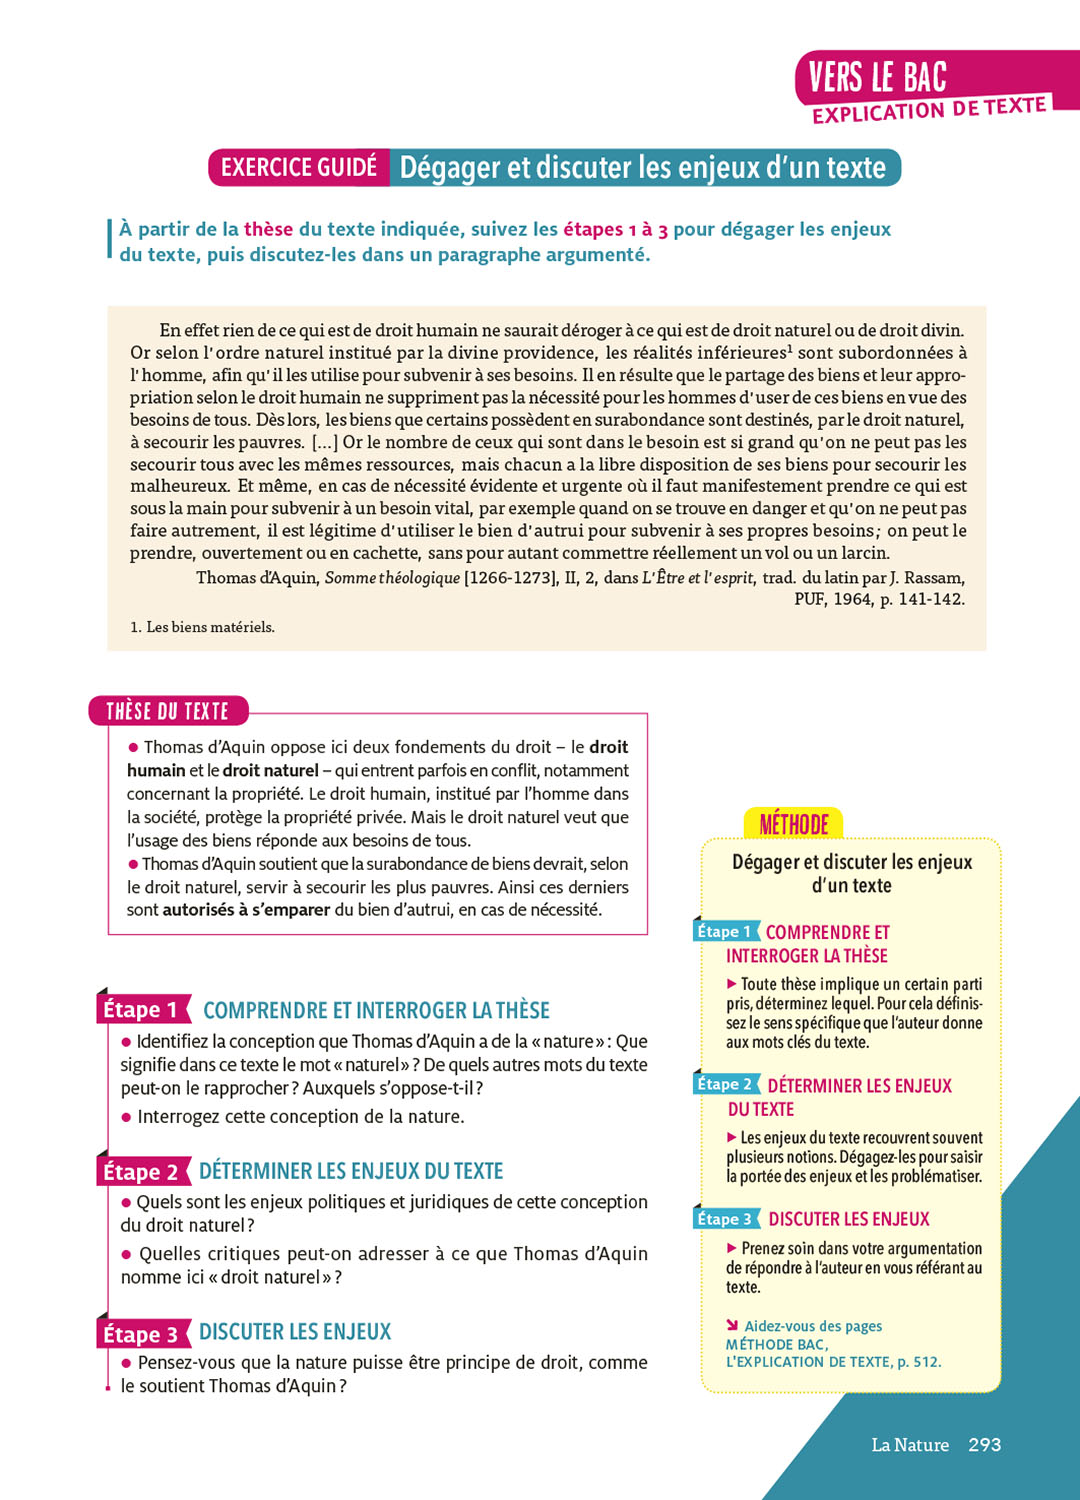 VERS LE BAC
EXPLICATION DE TEXTE
EXERCICE GUIDÉ Dégager et discuter les enjeux d'un texte
À partir de la thèse du texte indiquée, suivez les étapes 1 à 3 pour dégager les enjeux
du texte, puis discutez-les dans un paragraphe argumenté.
En effet rien de ce qui est de droit humain ne saurait déroger à ce qui est de droit naturel ou de droit divin.
Or selon l'ordre naturel institué par la divine providence, les réalités inférieures¹ sont subordonnées à
l'homme, afin qu'il les utilise pour subvenir à ses besoins. Il en résulte que le partage des biens et leur appro-
priation selon le droit humain ne suppriment pas la nécessité pour les hommes d'user de ces biens en vue des
besoins de tous. Dès lors, les biens que certains possèdent en surabondance sont destinés, par le droit naturel,
à secourir les pauvres. [...] Or le nombre de ceux qui sont dans le besoin est si grand qu'on ne peut pas les
secourir tous avec les mêmes ressources, mais chacun a la libre disposition de ses biens pour secourir les
malheureux. Et même, en cas de nécessité évidente et urgente où il faut manifestement prendre ce qui est
sous la main pour subvenir à un besoin vital, par exemple quand on se trouve en danger et qu'on ne peut pas
faire autrement, il est légitime d'utiliser le bien d'autrui pour subvenir à ses propres besoins ; on peut le
prendre, ouvertement ou en cachette, sans pour autant commettre réellement un vol ou un larcin.
Thomas d'Aquin, Somme théologique [1266-1273], II, 2, dans L'Être et l'esprit, trad. du latin par J. Rassam,
PUF, 1964, p. 141-142.
1. Les biens matériels.
THÈSE DU TEXTE
● Thomas d'Aquin oppose ici deux fondements du droit – le droit
humain et le droit naturel – qui entrent parfois en conflit, notamment
concernant la propriété. Le droit humain, institué par l'homme dans
la société, protège la propriété privée. Mais le droit naturel veut que
l'usage des biens réponde aux besoins de tous.
● Thomas d'Aquin soutient que la surabondance de biens devrait, selon
le droit naturel, servir à secourir les plus pauvres. Ainsi ces derniers
sont autorisés à s'emparer du bien d'autrui, en cas de nécessité.
Étape 1 COMPRENDRE ET INTERROGER LA THÈSE
● Identifiez la conception que Thomas d'Aquin a de la « nature » : Que
signifie dans ce texte le mot « naturel » ? De quels autres mots du texte
peut-on le rapprocher ? Auxquels s'oppose-t-il ?
● Interrogez cette conception de la nature.
Étape 2 DÉTERMINER LES ENJEUX DU TEXTE
● Quels sont les enjeux politiques et juridiques de cette conception
du droit naturel ?
● Quelles critiques peut-on adresser à ce que Thomas d'Aquin
nomme ici « droit naturel » ?
Étape 3 DISCUTER LES ENJEUX
● Pensez-vous que la nature puisse être principe de droit, comme
le soutient Thomas d'Aquin ?
MÉTHODE
Dégager et discuter les enjeux
d'un texte
Étape 1 COMPRENDRE ET
INTERROGER LA THÈSE
▶ Toute thèse implique un certain parti
pris, déterminez lequel. Pour cela définis-
sez le sens spécifique que l'auteur donne
aux mots clés du texte.
Étape 2 DÉTERMINER LES ENJEUX
DU TEXTE
▶ Les enjeux du texte recouvrent souvent
plusieurs notions. Dégagez-les pour saisir
la portée des enjeux et les problématiser.
Étape 3 DISCUTER LES ENJEUX
▶ Prenez soin dans votre argumentation
de répondre à l'auteur en vous référant au
texte.
➘ Aidez-vous des pages
MÉTHODE BAC,
L'EXPLICATION DE TEXTE, p. 512.
La Nature 293